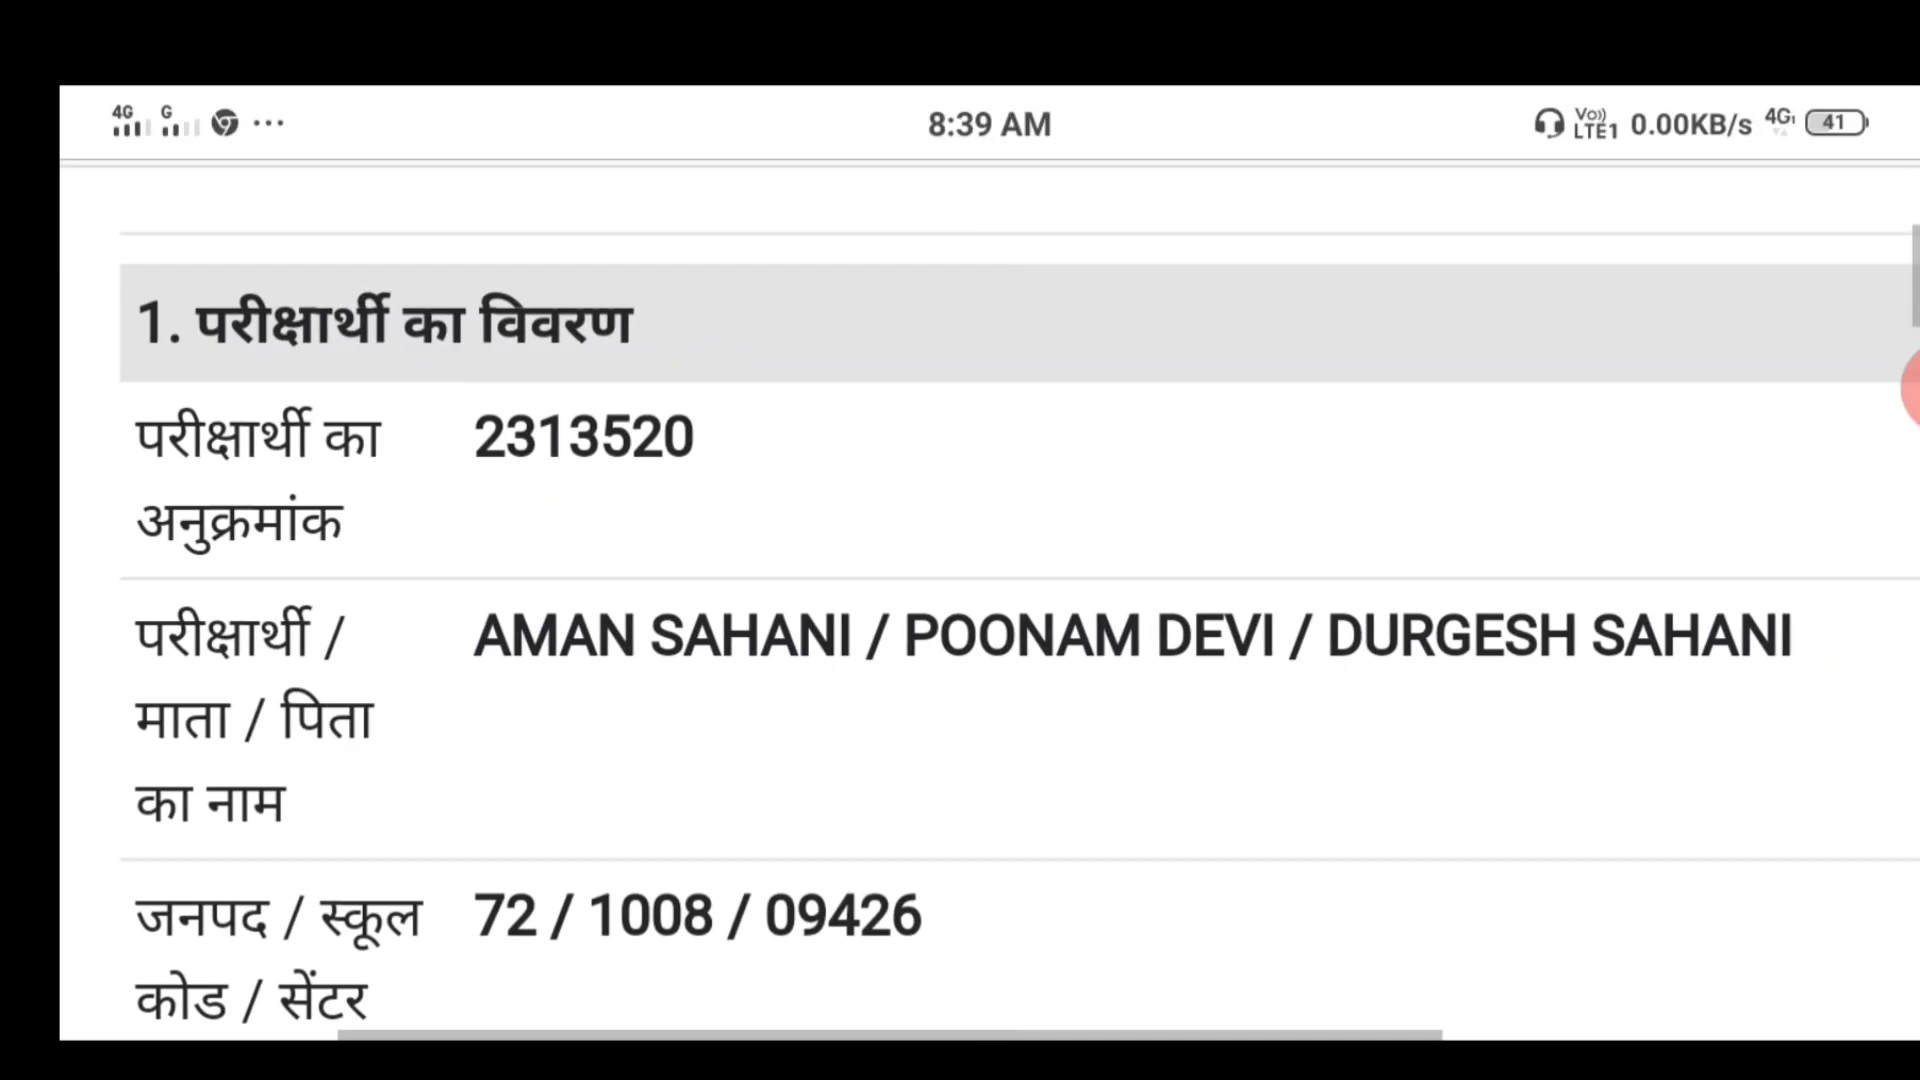 4G G ... 8:39 AM Vo)) LTE1 0.00KB/s 4G 41
1. परीक्षार्थी का विवरण
परीक्षार्थी का 2313520
अनुक्रमांक
परीक्षार्थी / AMAN SAHANI / POONAM DEVI / DURGESH SAHANI
माता / पिता
का नाम
जनपद / स्कूल 72 / 1008 / 09426
कोड / सेंटर